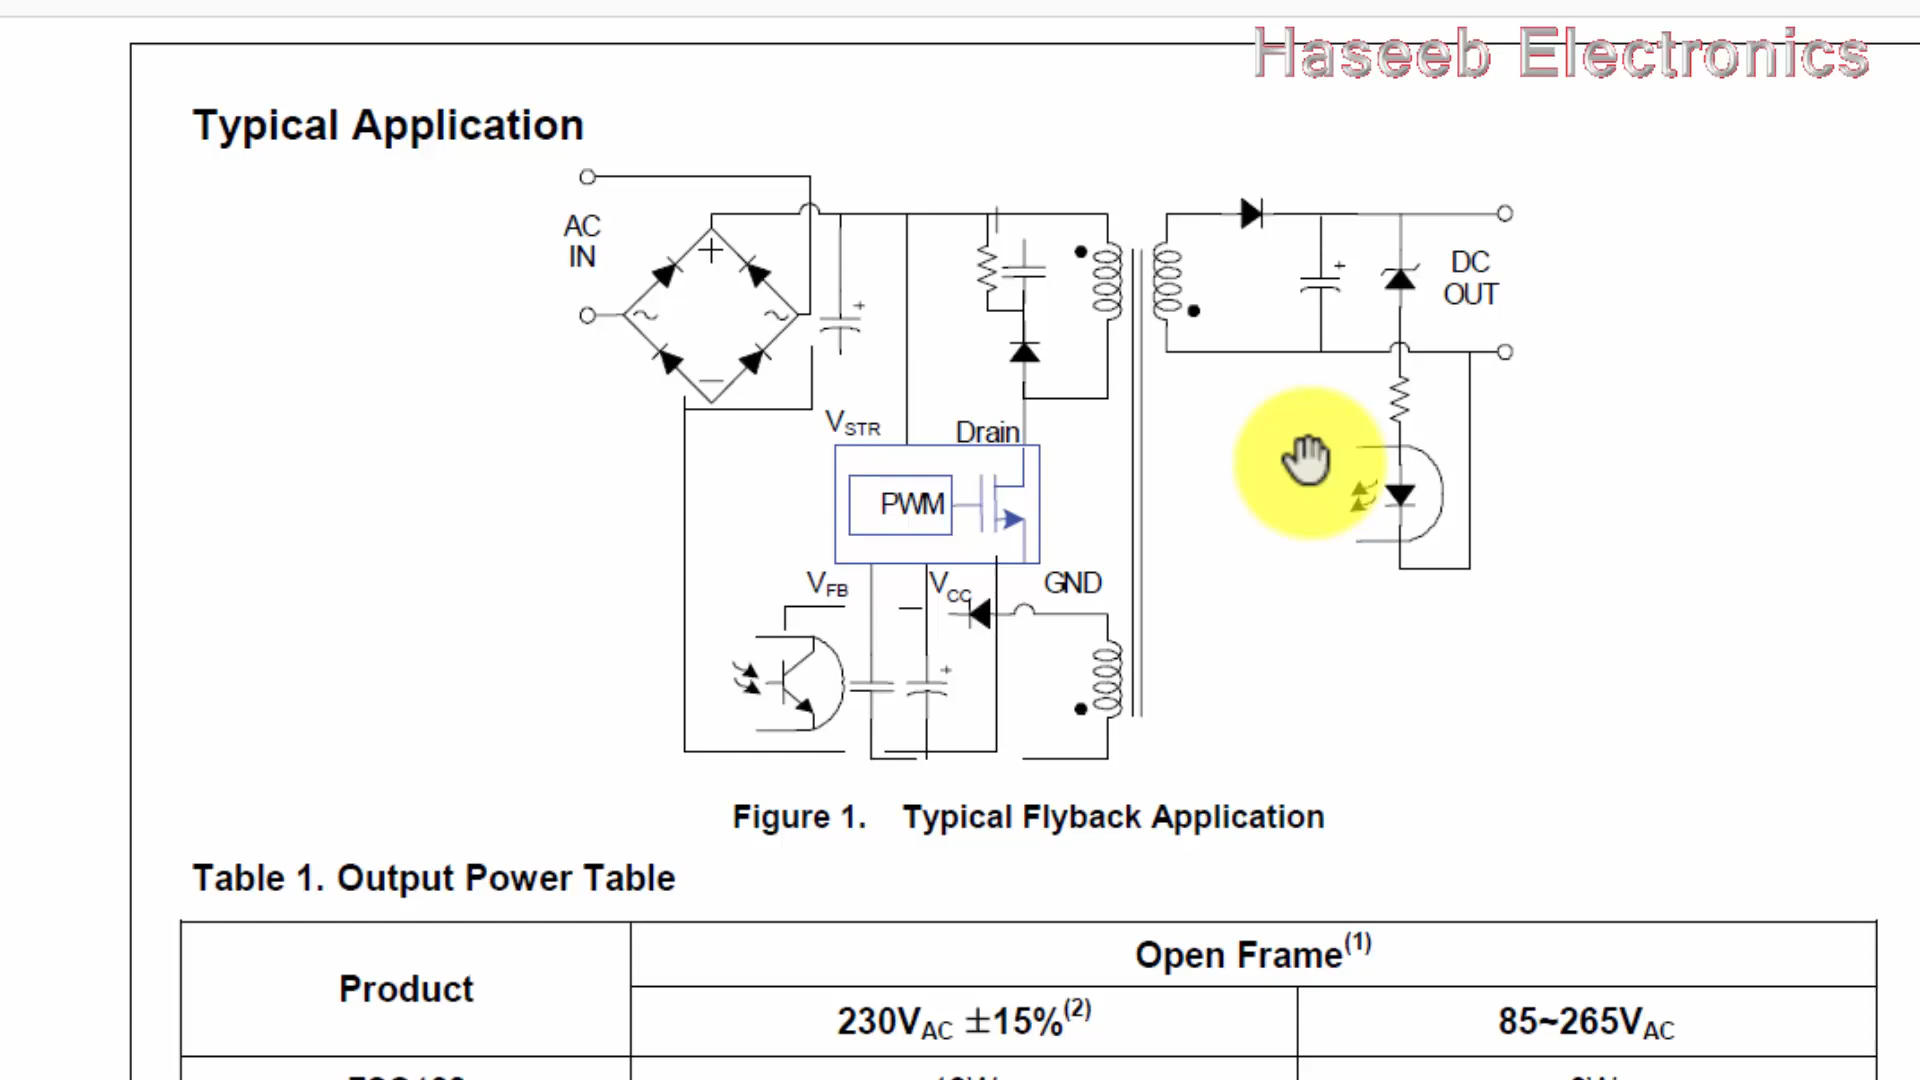 Haseeb Electronics
Typical Application
AC
IN
+
DC
OUT
+
+
VSTR
Drain
PWM
VFB
VCC
GND
+
Figure 1. Typical Flyback Application
Table 1. Output Power Table
Product
Open Frame(1)
230VAC ±15%(2)
85~265VAC